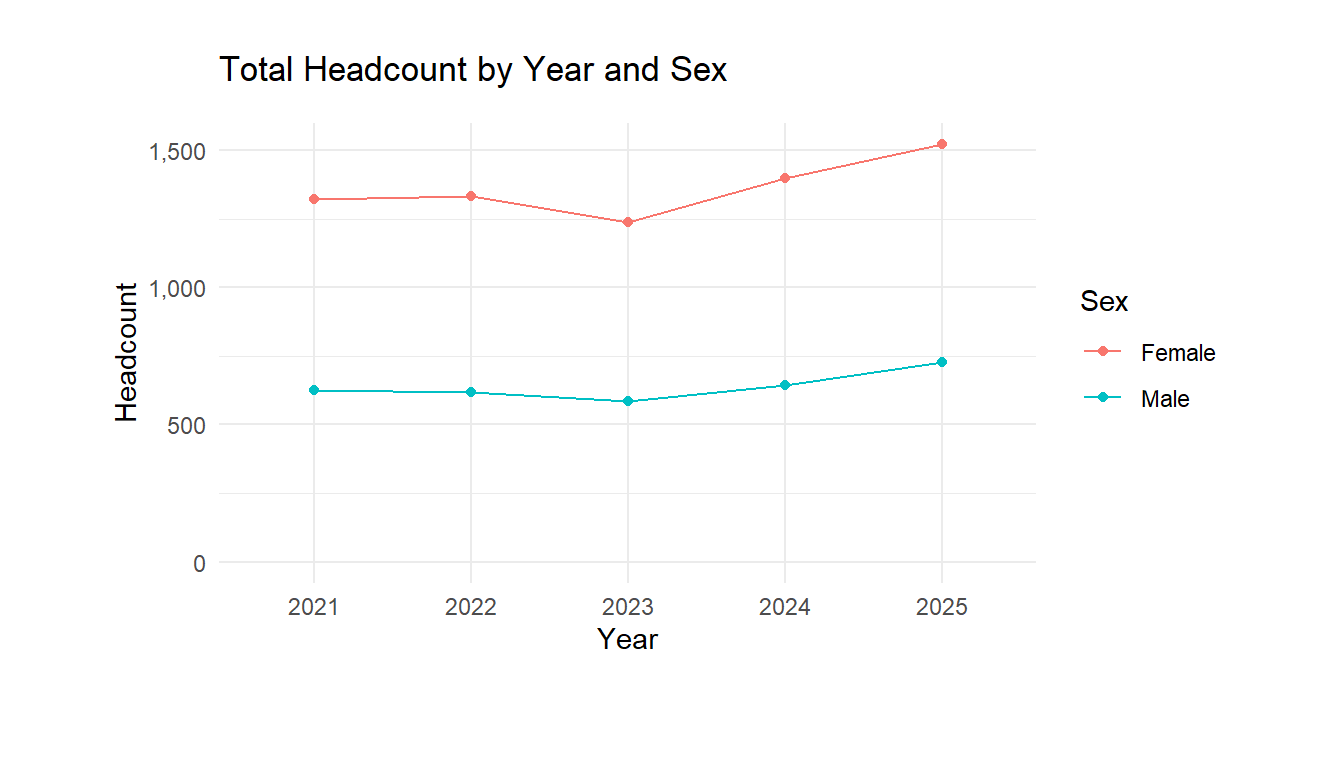 Total Headcount by Year and Sex
1,500
1,000
500
0
Headcount
2021 2022 2023 2024 2025
Year
Sex
Female
Male